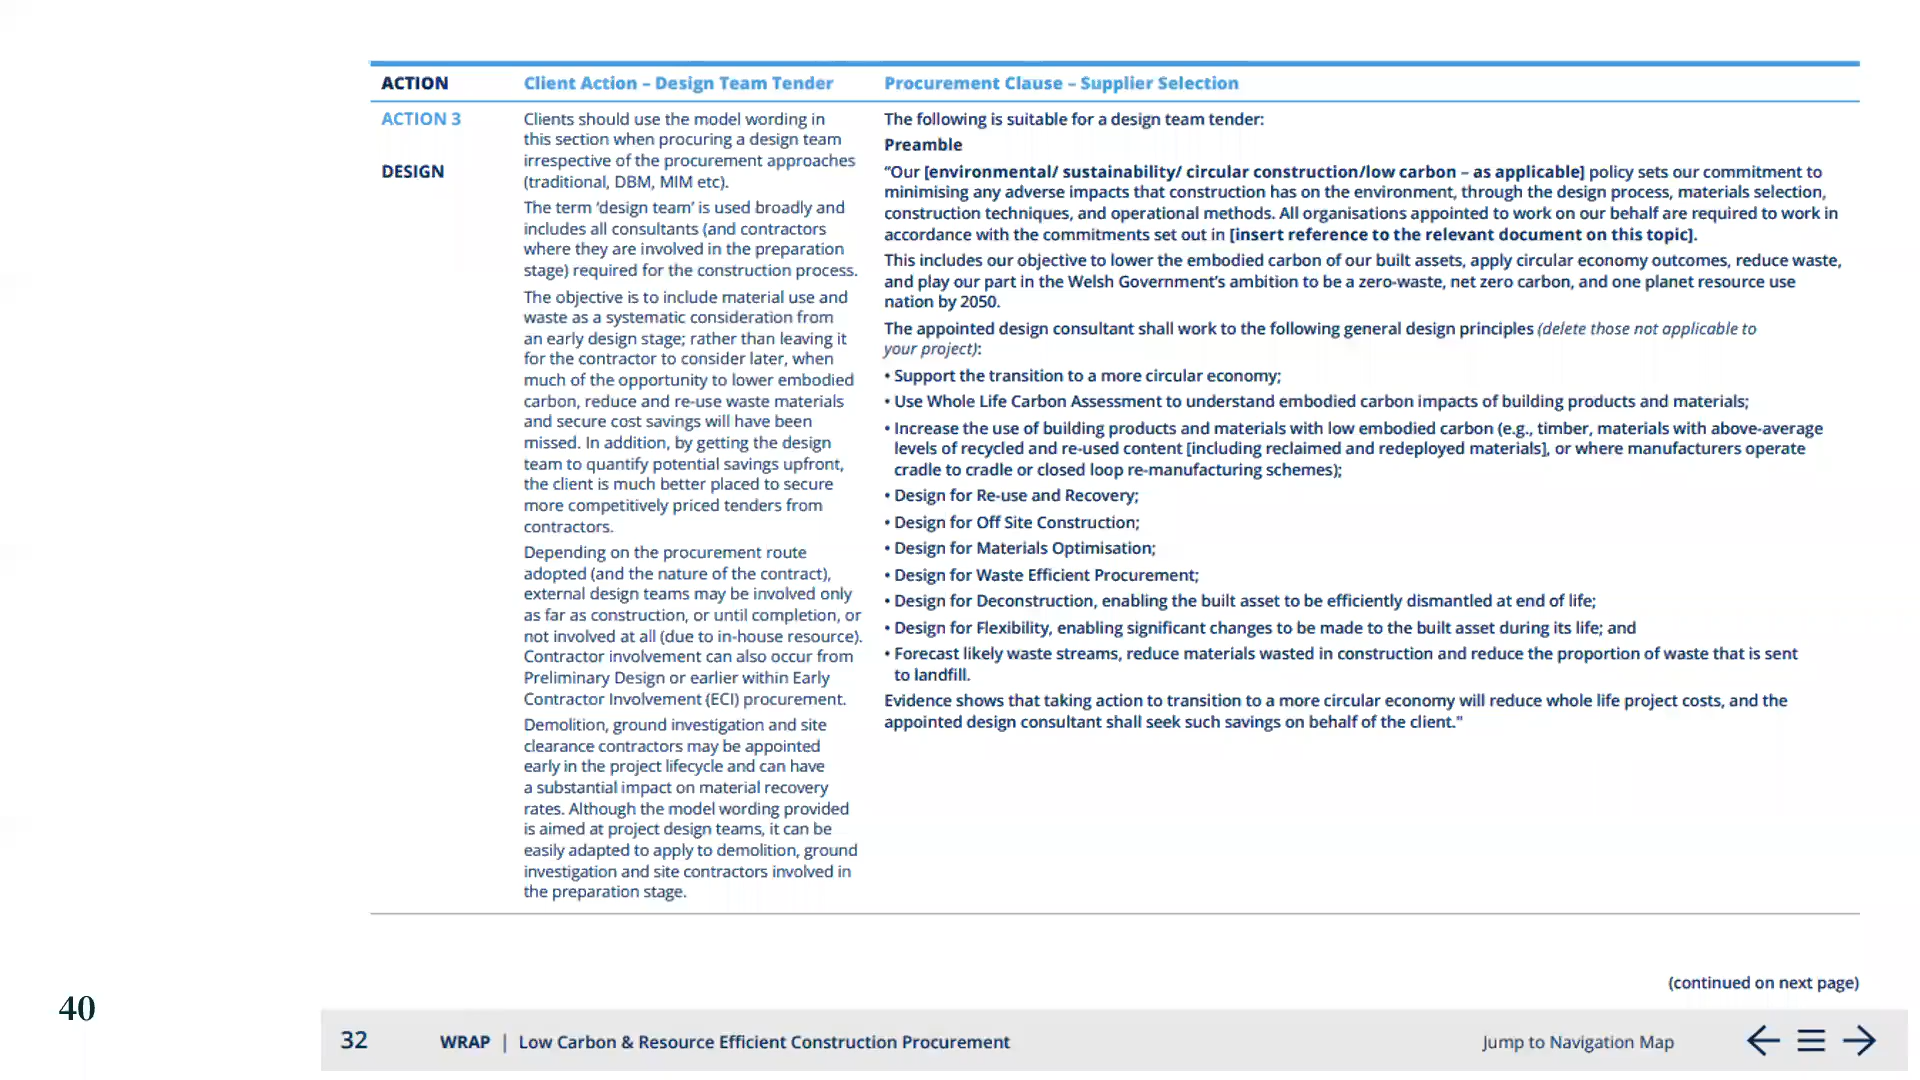 ACTION
Client Action – Design Team Tender
Procurement Clause – Supplier Selection
ACTION 3
DESIGN
Clients should use the model wording in
this section when procuring a design team
irrespective of the procurement approaches
(traditional, DBM, MIM etc).
The term ‘design team’ is used broadly and
includes all consultants (and contractors
where they are involved in the preparation
stage) required for the construction process.
The objective is to include material use and
waste as a systematic consideration from
an early design stage; rather than leaving it
for the contractor to consider later, when
much of the opportunity to lower embodied
carbon, reduce and re-use waste materials
and secure cost savings will have been
missed. In addition, by getting the design
team to quantify potential savings upfront,
the client is much better placed to secure
more competitively priced tenders from
contractors.
Depending on the procurement route
adopted (and the nature of the contract),
external design teams may be involved only
as far as construction, or until completion, or
not involved at all (due to in-house resource).
Contractor involvement can also occur from
Preliminary Design or earlier within Early
Contractor Involvement (ECI) procurement.
Demolition, ground investigation and site
clearance contractors may be appointed
early in the project lifecycle and can have
a substantial impact on material recovery
rates. Although the model wording provided
is aimed at project design teams, it can be
easily adapted to apply to demolition, ground
investigation and site contractors involved in
the preparation stage.
The following is suitable for a design team tender:
Preamble
“Our [environmental/ sustainability/ circular construction/low carbon – as applicable] policy sets our commitment to
minimising any adverse impacts that construction has on the environment, through the design process, materials selection,
construction techniques, and operational methods. All organisations appointed to work on our behalf are required to work in
accordance with the commitments set out in [insert reference to the relevant document on this topic].
This includes our objective to lower the embodied carbon of our built assets, apply circular economy outcomes, reduce waste,
and play our part in the Welsh Government’s ambition to be a zero-waste, net zero carbon, and one planet resource use
nation by 2050.
The appointed design consultant shall work to the following general design principles (delete those not applicable to
your project):
• Support the transition to a more circular economy;
• Use Whole Life Carbon Assessment to understand embodied carbon impacts of building products and materials;
• Increase the use of building products and materials with low embodied carbon (e.g., timber, materials with above-average
levels of recycled and re-used content [including reclaimed and redeployed materials], or where manufacturers operate
cradle to cradle or closed loop re-manufacturing schemes);
• Design for Re-use and Recovery;
• Design for Off Site Construction;
• Design for Materials Optimisation;
• Design for Waste Efficient Procurement;
• Design for Deconstruction, enabling the built asset to be efficiently dismantled at end of life;
• Design for Flexibility, enabling significant changes to be made to the built asset during its life; and
• Forecast likely waste streams, reduce materials wasted in construction and reduce the proportion of waste that is sent
to landfill.
Evidence shows that taking action to transition to a more circular economy will reduce whole life project costs, and the
appointed design consultant shall seek such savings on behalf of the client."
(continued on next page)
40
32
WRAP | Low Carbon & Resource Efficient Construction Procurement
Jump to Navigation Map